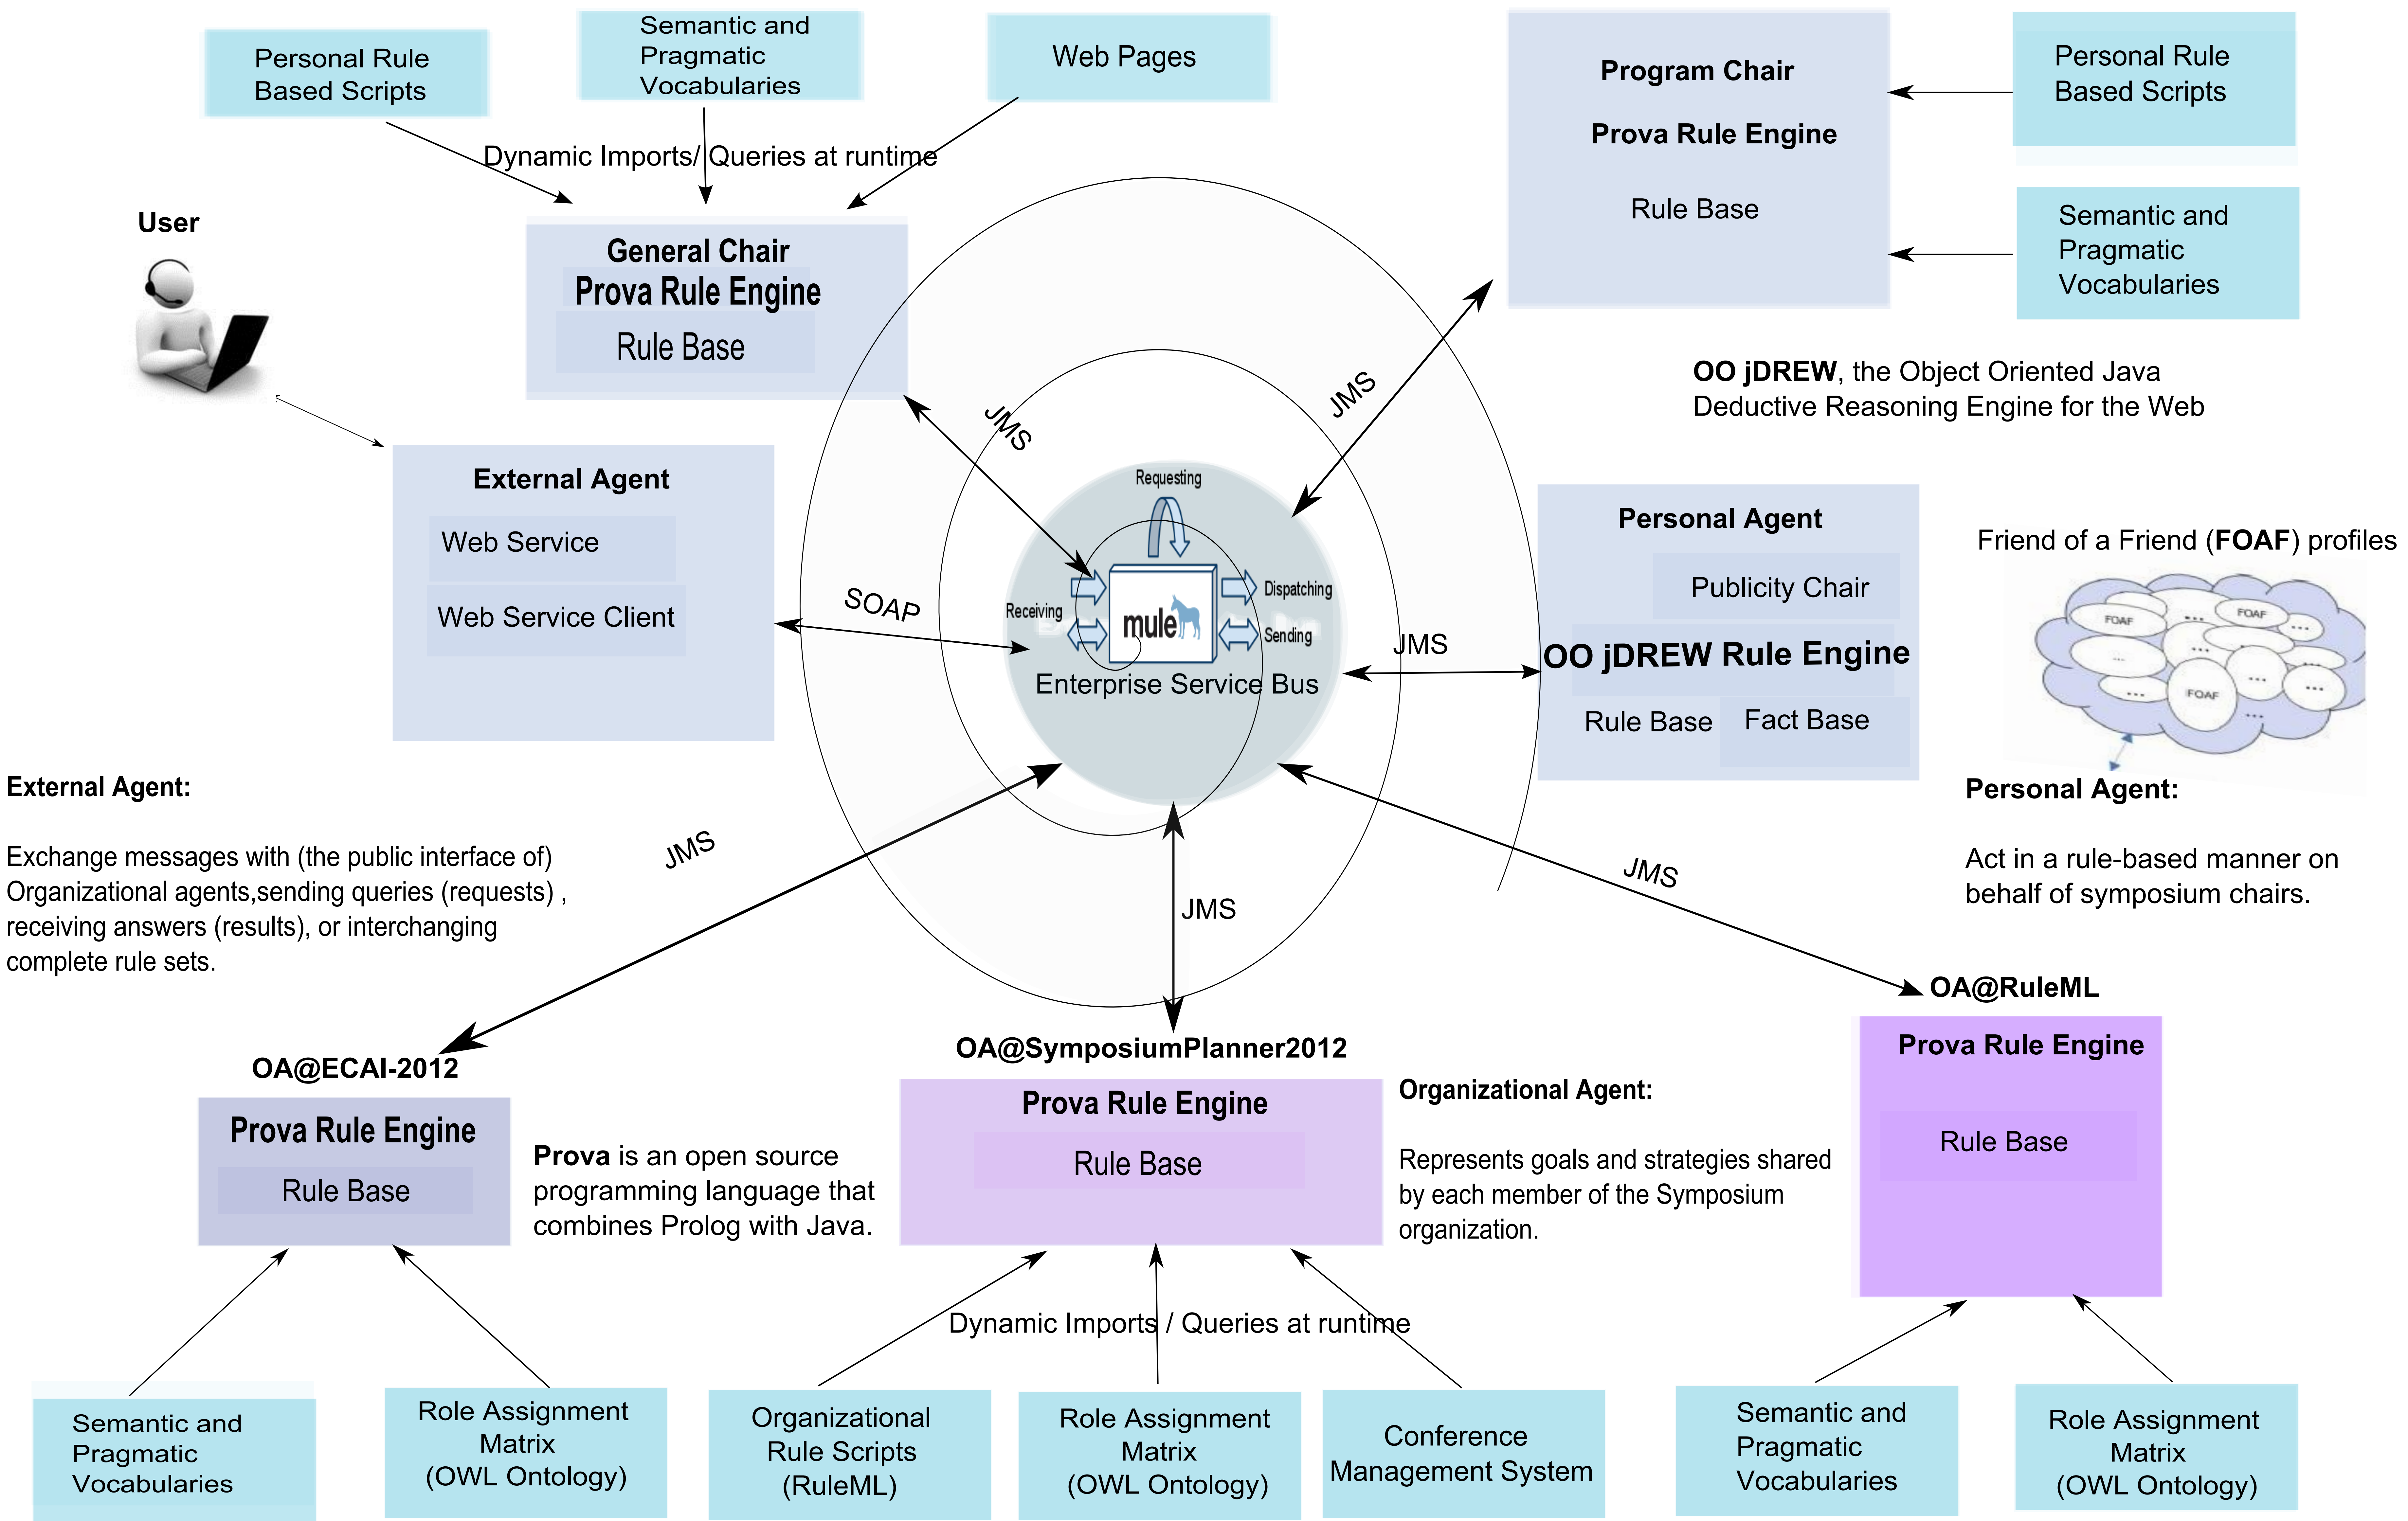 Personal Rule
Based Scripts
Semantic and
Pragmatic
Vocabularies
Web Pages
Dynamic Imports/ Queries at runtime
Program Chair
Prova Rule Engine
Rule Base
Personal Rule
Based Scripts
Semantic and
Pragmatic
Vocabularies
User
General Chair
Prova Rule Engine
Rule Base
JMS
JMS
OO jDREW, the Object Oriented Java
Deductive Reasoning Engine for the Web
External Agent
Web Service
Web Service Client
SOAP
Requesting
Receiving
Dispatching
Sending
mule
Enterprise Service Bus
JMS
Personal Agent
Publicity Chair
OO jDREW Rule Engine
Rule Base
Fact Base
Friend of a Friend (FOAF) profiles
FOAF
FOAF
...
...
...
...
...
...
...
...
FOAF
...
Personal Agent:
Act in a rule-based manner on
behalf of symposium chairs.
External Agent:
Exchange messages with (the public interface of)
Organizational agents,sending queries (requests) ,
receiving answers (results), or interchanging
complete rule sets.
JMS
JMS
JMS
OA@ECAI-2012
Prova Rule Engine
Rule Base
Prova is an open source
programming language that
combines Prolog with Java.
OA@SymposiumPlanner2012
Prova Rule Engine
Rule Base
Organizational Agent:
Represents goals and strategies shared
by each member of the Symposium
organization.
OA@RuleML
Prova Rule Engine
Rule Base
Dynamic Imports / Queries at runtime
Semantic and
Pragmatic
Vocabularies
Role Assignment
Matrix
(OWL Ontology)
Organizational
Rule Scripts
(RuleML)
Role Assignment
Matrix
(OWL Ontology)
Conference
Management System
Semantic and
Pragmatic
Vocabularies
Role Assignment
Matrix
(OWL Ontology)